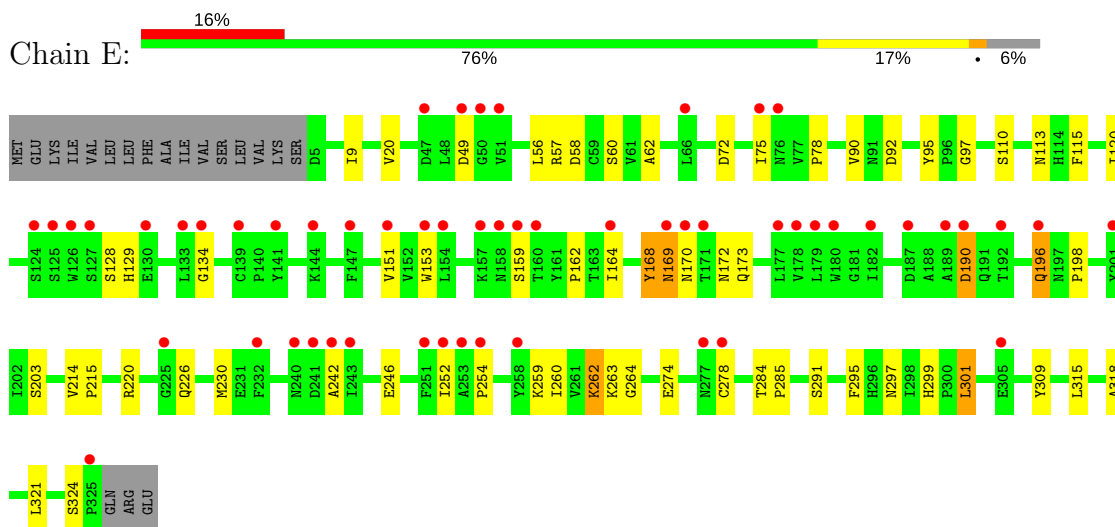 16%
Chain E:
76% 17% • 6%
MET GLU LYS ILE VAL LEU LEU PHE ALA ILE VAL SER LEU VAL LYS SER D5 I9 V20 D47 L48 D49 G50 V51 L56 R57 D58 C59 S60 V61 A62 L66 D72 I75 N76 V77 P78 V90 N91 D92 Y95 P96 G97 S110 N113 H114 F115 I120
S124 S125 W126 S127 S128 H129 E130 L133 G134 C139 P140 Y141 K144 F147 V151 V152 W153 L154 K157 N158 S159 T160 Y161 P162 T163 I164 Y168 N169 N170 T171 N172 Q173 L177 V178 L179 W180 G181 I182 D187 A188 A189 D190 Q191 T192 Q196 N197 P198 Y201
I202 S203 V214 P215 R220 G225 Q226 M230 E231 F232 N240 D241 A242 I243 E246 F251 I252 A253 P254 Y258 K259 I260 V261 K262 K263 G264 E274 N277 C278 T284 P285 S291 F295 H296 N297 I298 H299 P300 L301 E305 Y309 L315 A318
L321 S324 P325 GLN ARG GLU